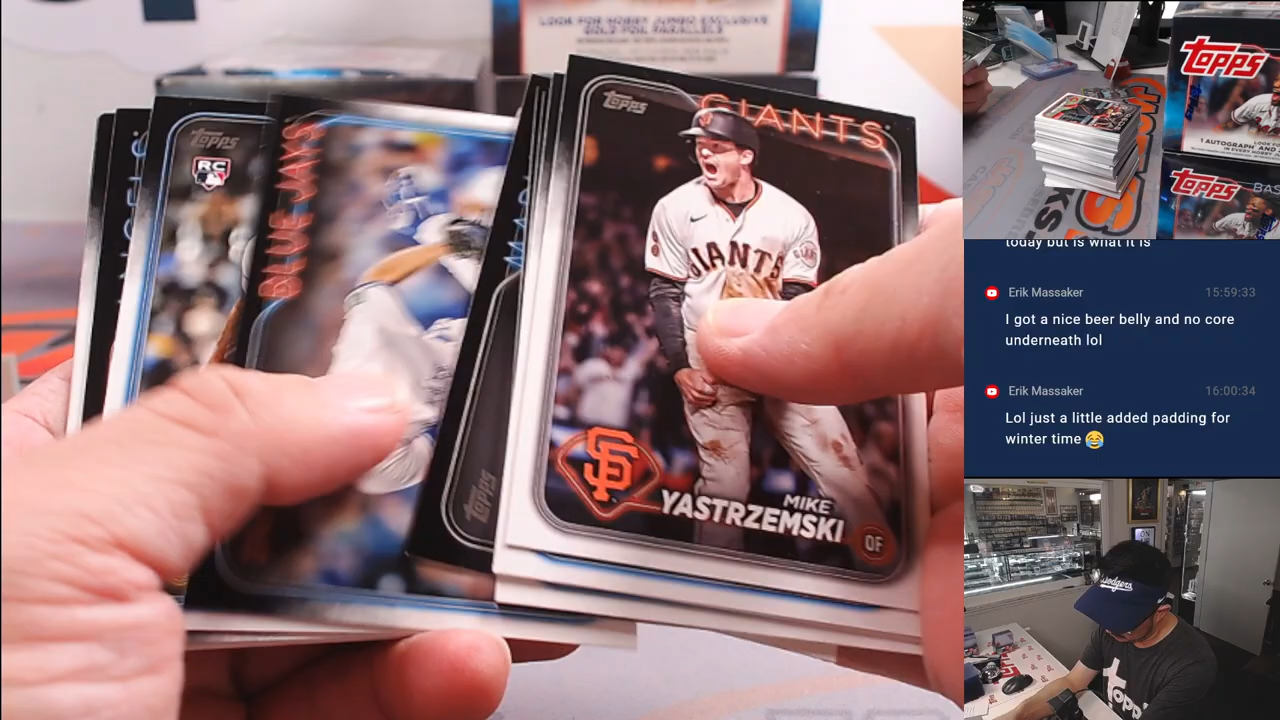 LOOK FOR HOBBY JUMBO EXCLUSIVE
GOLD FOIL PARALLELS
Topps
GIANTS
GIANTS
SF
MIKE
YASTRZEMSKI
OF
Topps
RC
BLUE JAYS
Topps
Topps
1 AUTOGRAPH AND
Topps
BAS
today but is what it is
Erik Massaker
15:59:33
I got a nice beer belly and no core
underneath lol
Erik Massaker
16:00:34
Lol just a little added padding for
winter time 😂
Dodgers
Topps